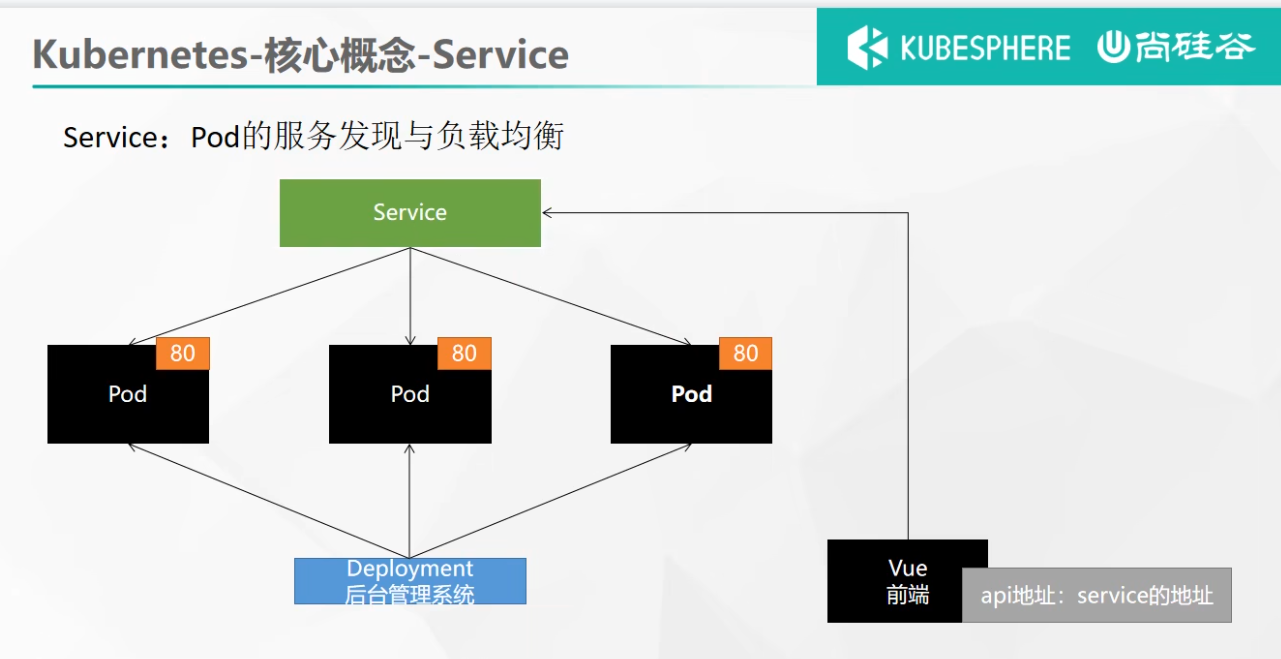 Kubernetes-核心概念-Service
KUBESPHERE 尚硅谷
Service：Pod的服务发现与负载均衡
Service
80
80
80
Pod
Pod
Pod
Deployment
后台管理系统
Vue
前端
api地址：service的地址